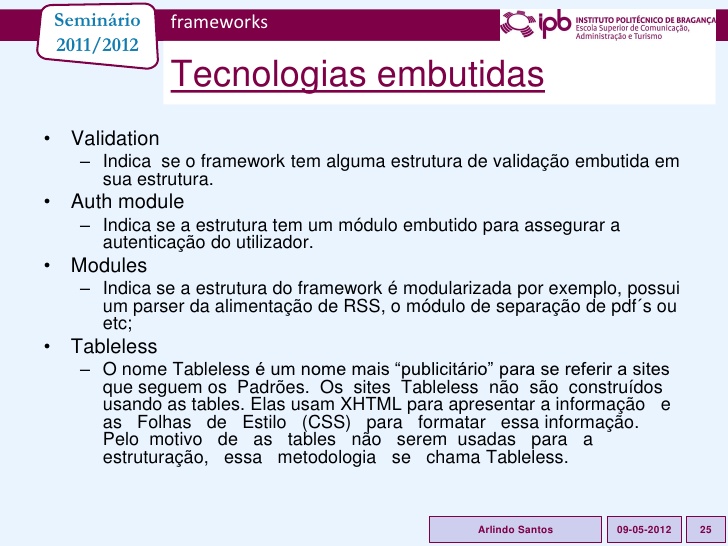 Seminário
2011/2012
frameworks
ipb INSTITUTO POLITÉCNICO DE BRAGANÇA
Escola Superior de Comunicação,
Administração e Turismo
Tecnologias embutidas
• Validation
– Indica se o framework tem alguma estrutura de validação embutida em
sua estrutura.
• Auth module
– Indica se a estrutura tem um módulo embutido para assegurar a
autenticação do utilizador.
• Modules
– Indica se a estrutura do framework é modularizada por exemplo, possui
um parser da alimentação de RSS, o módulo de separação de pdf´s ou
etc;
• Tableless
– O nome Tableless é um nome mais “publicitário” para se referir a sites
que seguem os Padrões. Os sites Tableless não são construídos
usando as tables. Elas usam XHTML para apresentar a informação e
as Folhas de Estilo (CSS) para formatar essa informação.
Pelo motivo de as tables não serem usadas para a
estruturação, essa metodologia se chama Tableless.
Arlindo Santos 09-05-2012 25